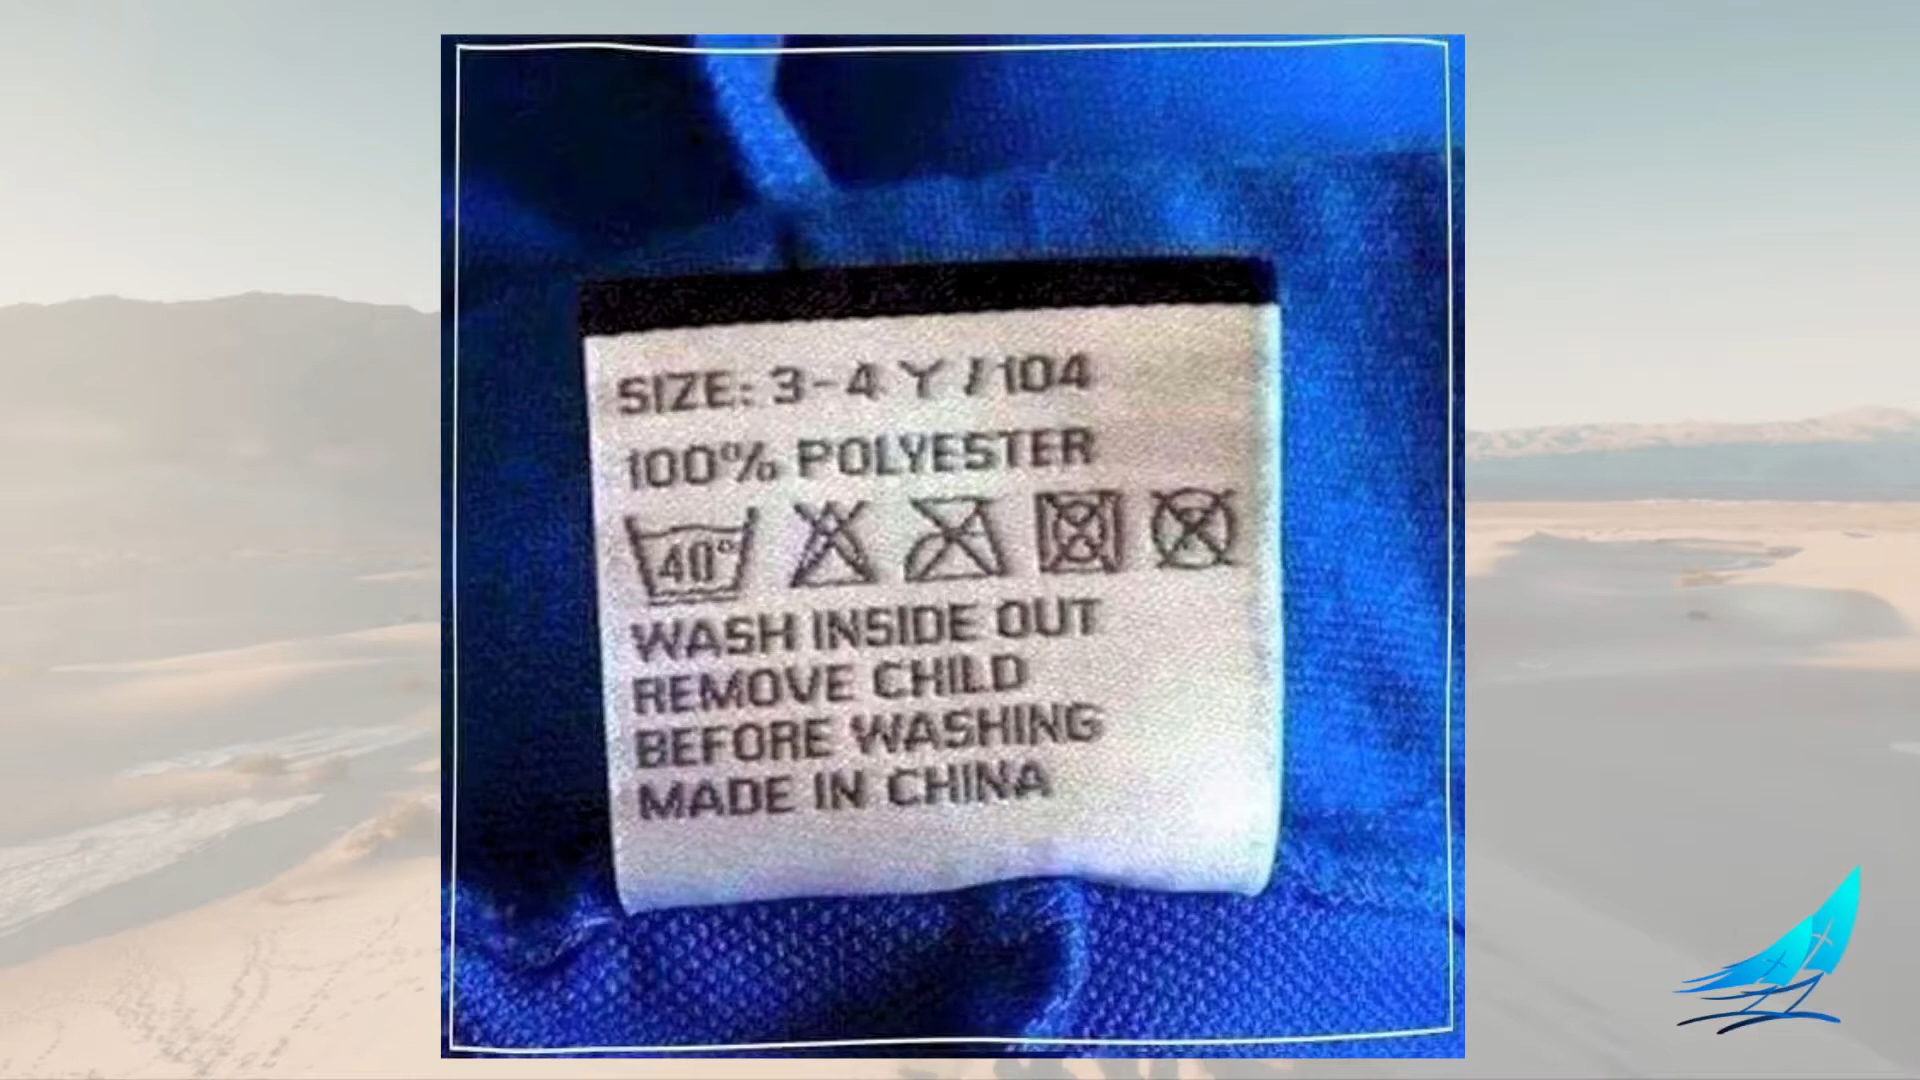 SIZE: 3-4 Y / 104
100% POLYESTER
40°
WASH INSIDE OUT
REMOVE CHILD
BEFORE WASHING
MADE IN CHINA